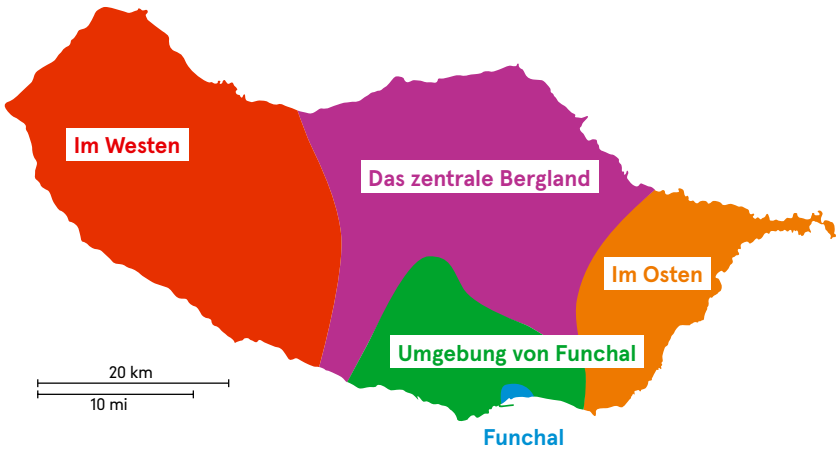 Im Westen
Das zentrale Bergland
Im Osten
Umgebung von Funchal
20 km
10 mi
Funchal